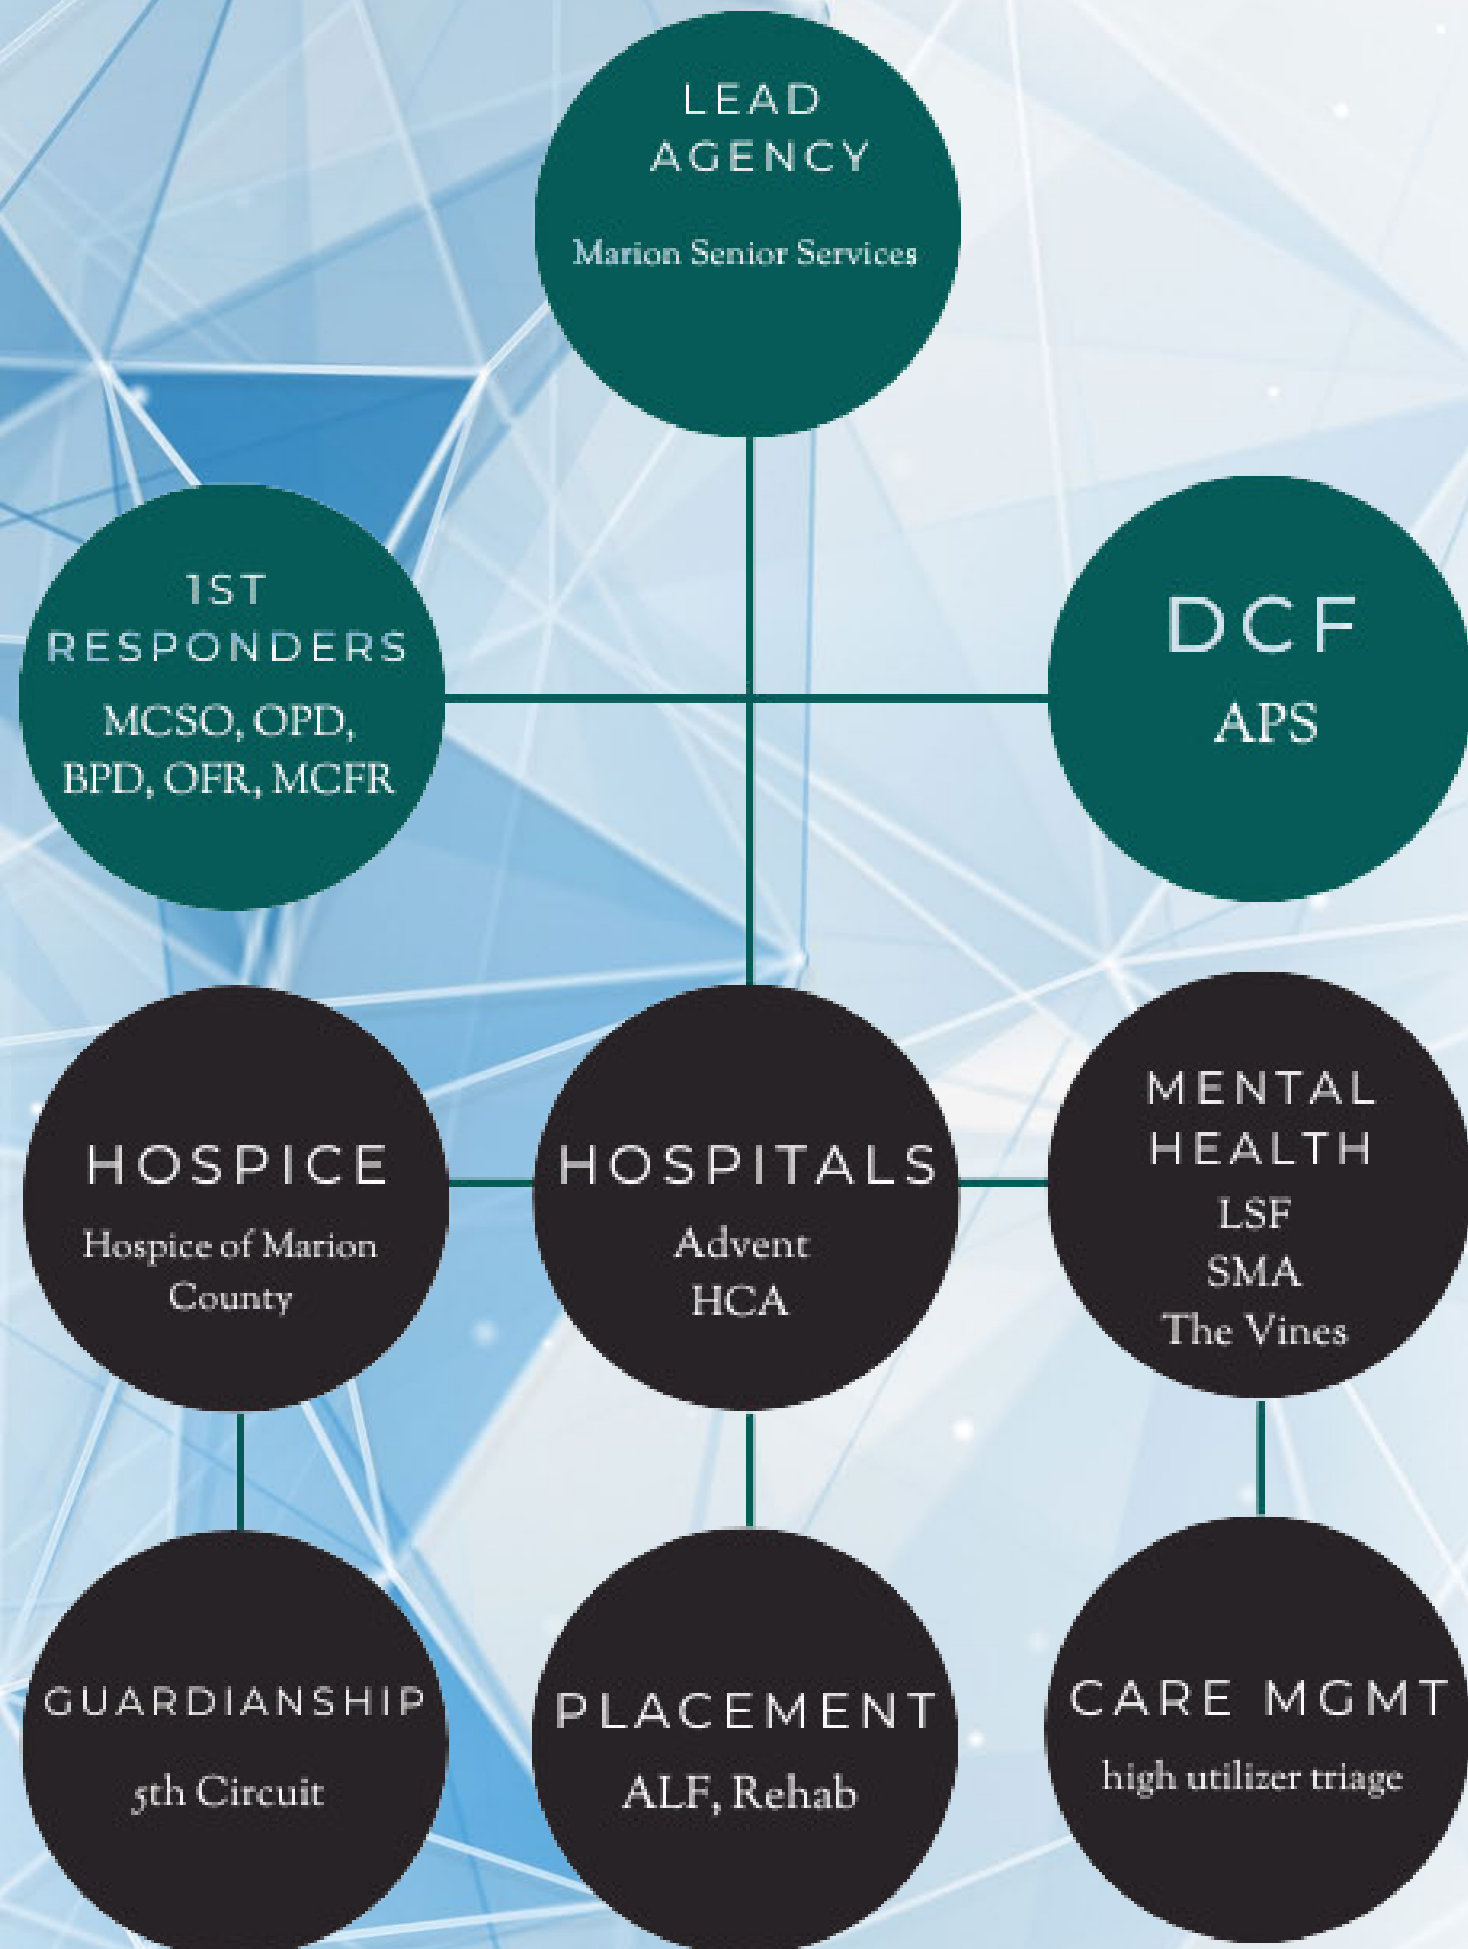 LEAD
AGENCY
Marion Senior Services
1ST
RESPONDERS
MCSO, OPD,
BPD, OFR, MCFR
DCF
APS
HOSPICE
Hospice of Marion
County
HOSPITALS
Advent
HCA
MENTAL
HEALTH
LSF
SMA
The Vines
GUARDIANSHIP
5th Circuit
PLACEMENT
ALF, Rehab
CARE MGMT
high utilizer triage